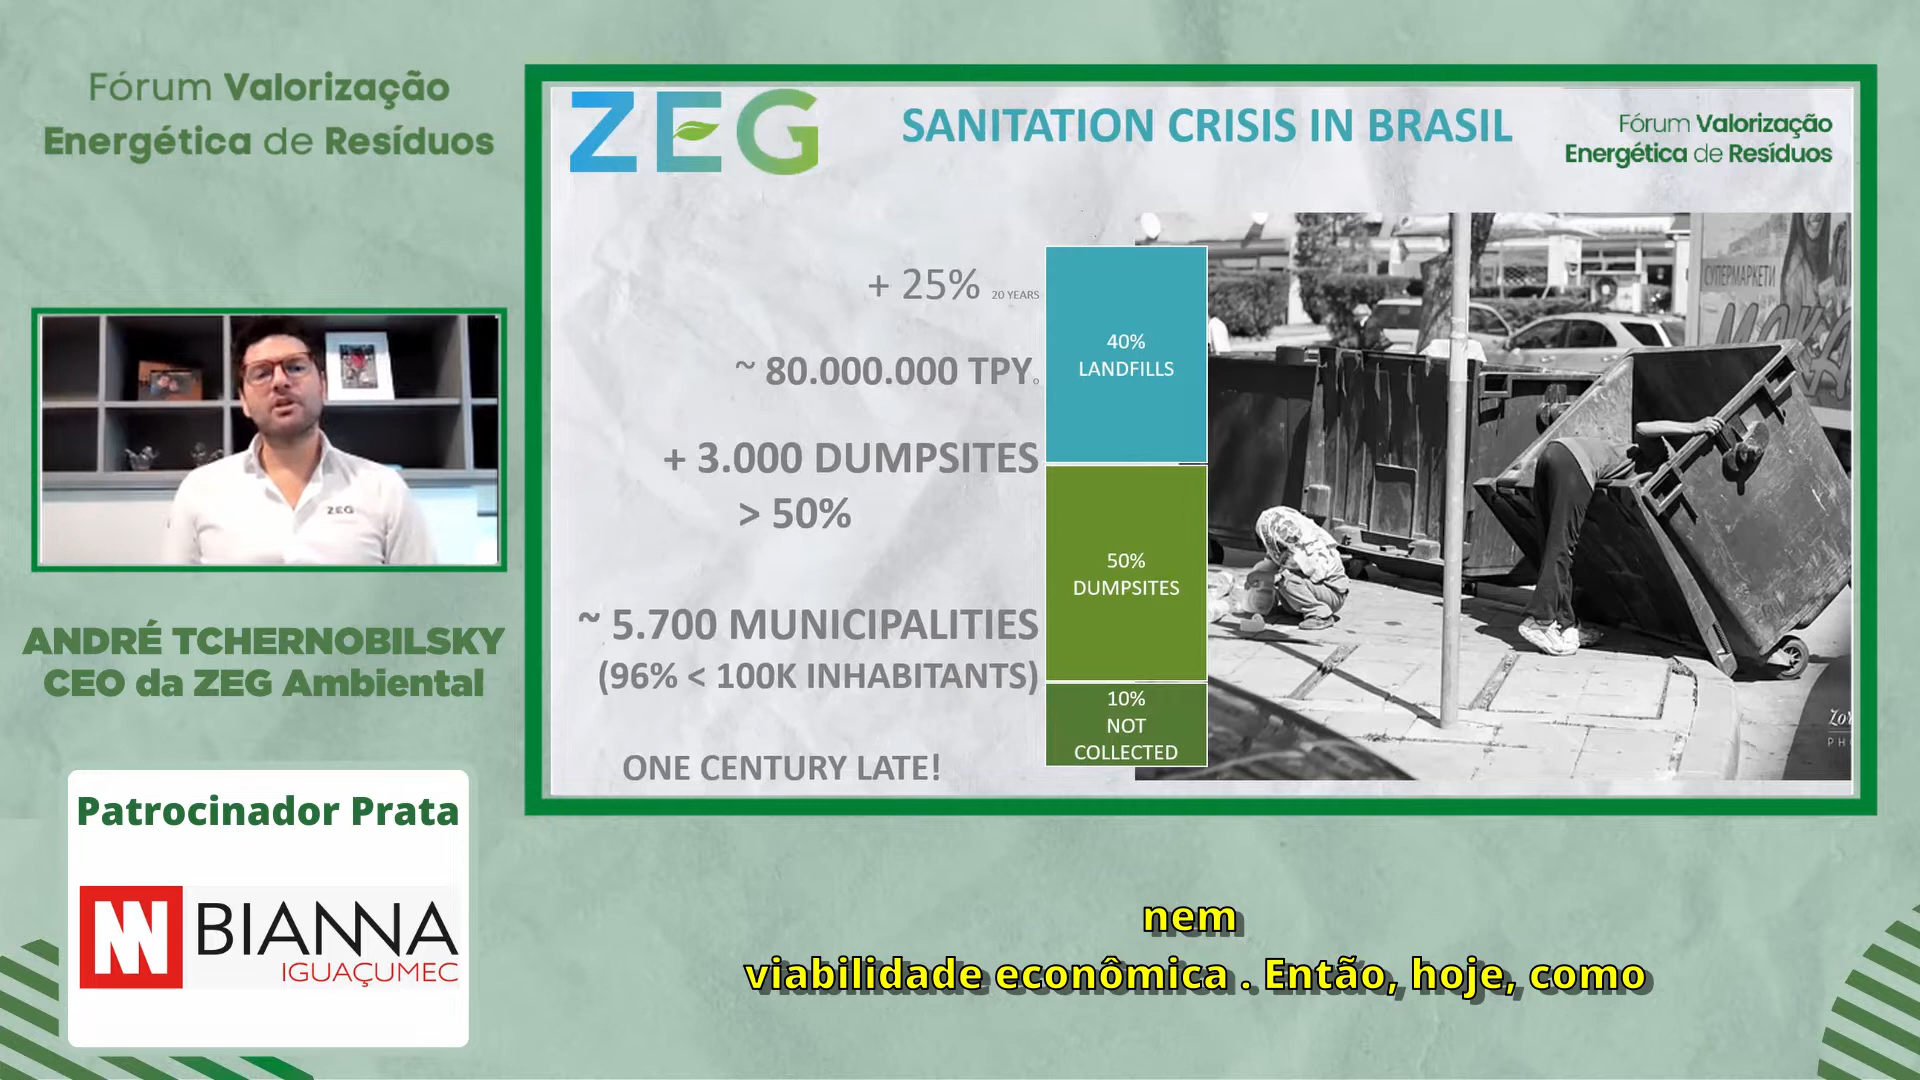 Fórum Valorização
Energética de Resíduos
ZEG
ANDRÉ TCHERNOBILSKY
CEO da ZEG Ambiental
Patrocinador Prata
BIANNA
IGUAÇUMEC
ZEG
SANITATION CRISIS IN BRASIL
Fórum Valorização
Energética de Resíduos
+ 25% 20 YEARS
~ 80.000.000 TPY
+ 3.000 DUMPSITES
> 50%
~ 5.700 MUNICIPALITIES
(96% < 100K INHABITANTS)
ONE CENTURY LATE!
40%
LANDFILLS
50%
DUMPSITES
10%
NOT
COLLECTED
СУПЕРМАРКЕТИ
nem
viabilidade econômica . Então, hoje, como